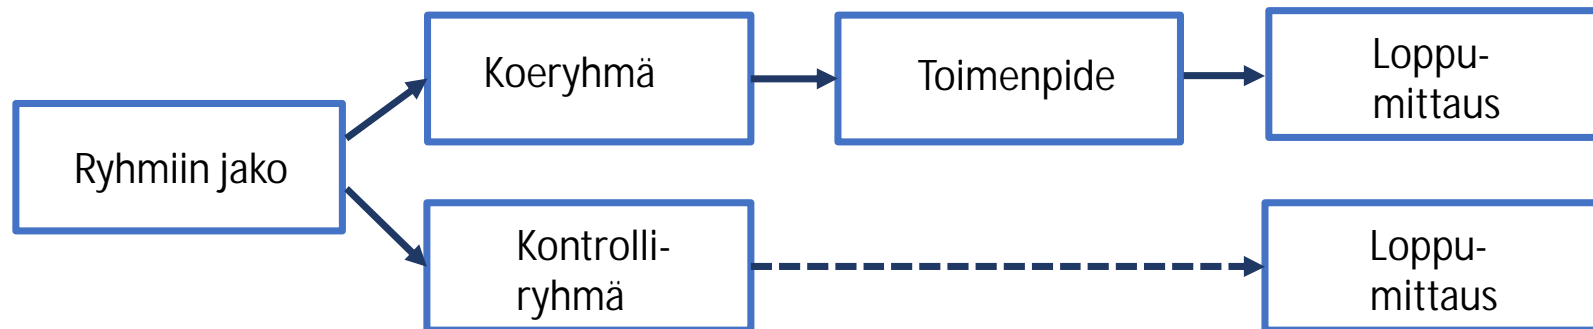 Koeryhmä
Toimenpide
Loppu-
mittaus
Ryhmiin jako
Kontrolli-
ryhmä
Loppu-
mittaus